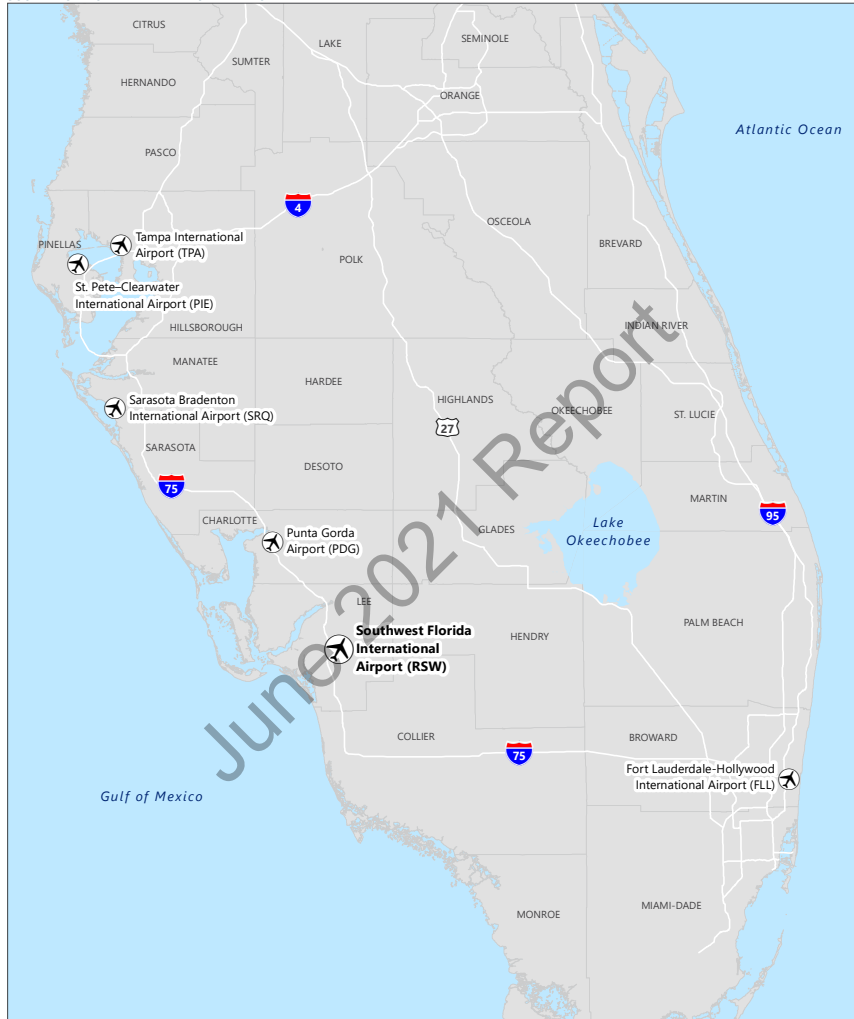 CITRUS
LAKE
SEMINOLE
SUMTER
HERNANDO
ORANGE
Atlantic Ocean
PASCO
4
OSCEOLA
PINELLAS
Tampa International
Airport (TPA)
BREVARD
POLK
St. Pete–Clearwater
International Airport (PIE)
HILLSBOROUGH
INDIAN RIVER
MANATEE
HARDEE
Sarasota Bradenton
International Airport (SRQ)
HIGHLANDS
OKEECHOBEE
ST. LUCIE
27
SARASOTA
DESOTO
75
MARTIN
95
CHARLOTTE
Punta Gorda
Airport (PDG)
GLADES
Lake
Okeechobee
LEE
Southwest Florida
International
Airport (RSW)
HENDRY
PALM BEACH
June 2021 Report
COLLIER
75
BROWARD
Fort Lauderdale-Hollywood
International Airport (FLL)
Gulf of Mexico
MONROE
MIAMI-DADE